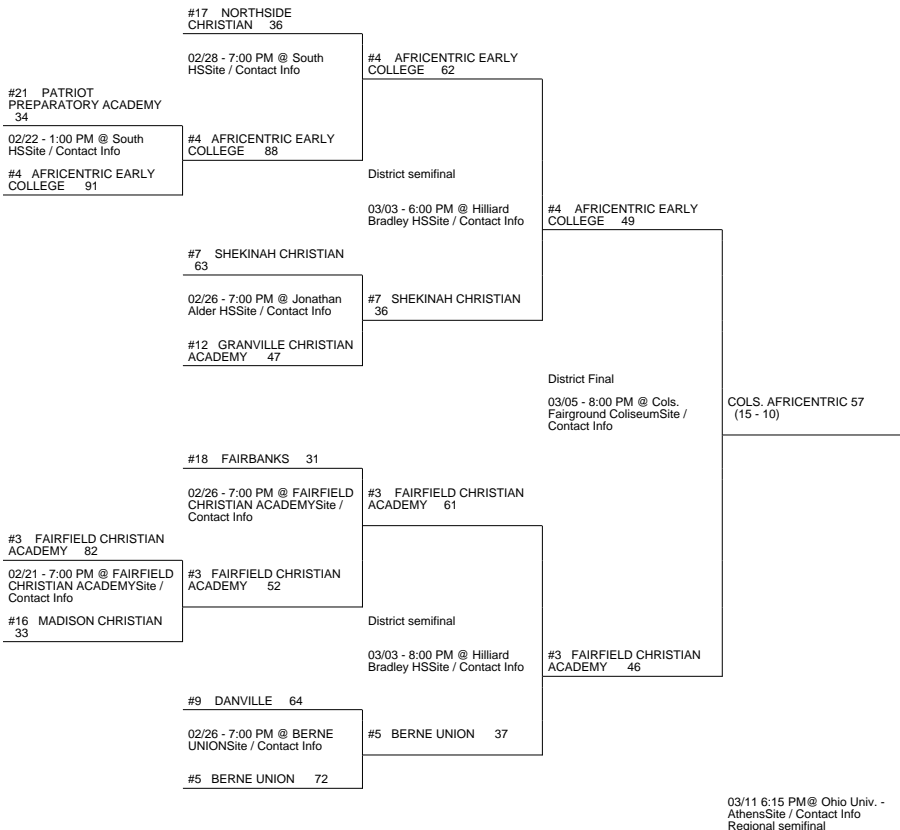 #17 NORTHSIDE
CHRISTIAN 36
02/28 - 7:00 PM @ South
HSSite / Contact Info
#4 AFRICENTRIC EARLY
COLLEGE 62
#21 PATRIOT
PREPARATORY ACADEMY
34
02/22 - 1:00 PM @ South
HSSite / Contact Info
#4 AFRICENTRIC EARLY
COLLEGE 88
#4 AFRICENTRIC EARLY
COLLEGE 91
District semifinal
03/03 - 6:00 PM @ Hilliard
Bradley HSSite / Contact Info
#4 AFRICENTRIC EARLY
COLLEGE 49
#7 SHEKINAH CHRISTIAN
63
02/26 - 7:00 PM @ Jonathan
Alder HSSite / Contact Info
#7 SHEKINAH CHRISTIAN
36
#12 GRANVILLE CHRISTIAN
ACADEMY 47
District Final
03/05 - 8:00 PM @ Cols.
Fairground ColiseumSite /
Contact Info
COLS. AFRICENTRIC 57
(15 - 10)
#18 FAIRBANKS 31
02/26 - 7:00 PM @ FAIRFIELD
CHRISTIAN ACADEMYSite /
Contact Info
#3 FAIRFIELD CHRISTIAN
ACADEMY 61
#3 FAIRFIELD CHRISTIAN
ACADEMY 82
02/21 - 7:00 PM @ FAIRFIELD
CHRISTIAN ACADEMYSite /
Contact Info
#3 FAIRFIELD CHRISTIAN
ACADEMY 52
#16 MADISON CHRISTIAN
33
District semifinal
03/03 - 8:00 PM @ Hilliard
Bradley HSSite / Contact Info
#3 FAIRFIELD CHRISTIAN
ACADEMY 46
#9 DANVILLE 64
02/26 - 7:00 PM @ BERNE
UNIONSite / Contact Info
#5 BERNE UNION 37
#5 BERNE UNION 72
03/11 6:15 PM@ Ohio Univ. -
AthensSite / Contact Info
Regional semifinal